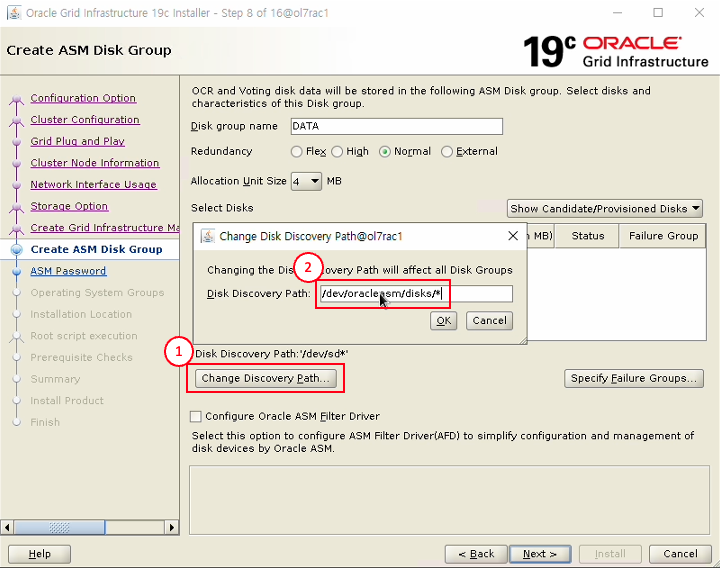 Oracle Grid Infrastructure 19c Installer - Step 8 of 16@ol7rac1
Create ASM Disk Group
19c ORACLE
Grid Infrastructure
Configuration Option
Cluster Configuration
Grid Plug and Play
Cluster Node Information
Network Interface Usage
Storage Option
Create Grid Infrastructure Ma
Create ASM Disk Group
ASM Password
Operating System Groups
Installation Location
Root script execution
Prerequisite Checks
Summary
Install Product
Finish
OCR and Voting disk data will be stored in the following ASM Disk group. Select disks and
characteristics of this Disk group.
Disk group name DATA
Redundancy Flex High Normal External
Allocation Unit Size 4 MB
Select Disks Show Candidate/Provisioned Disks
MB) Status Failure Group
Change Disk Discovery Path@ol7rac1
2
Changing the Disk Discovery Path will affect all Disk Groups
Disk Discovery Path: /dev/oracleasm/disks/*
OK Cancel
1
Disk Discovery Path:'/dev/sd*'
Change Discovery Path... Specify Failure Groups...
Configure Oracle ASM Filter Driver
Select this option to configure ASM Filter Driver(AFD) to simplify configuration and management of
disk devices by Oracle ASM.
Help < Back Next > Install Cancel